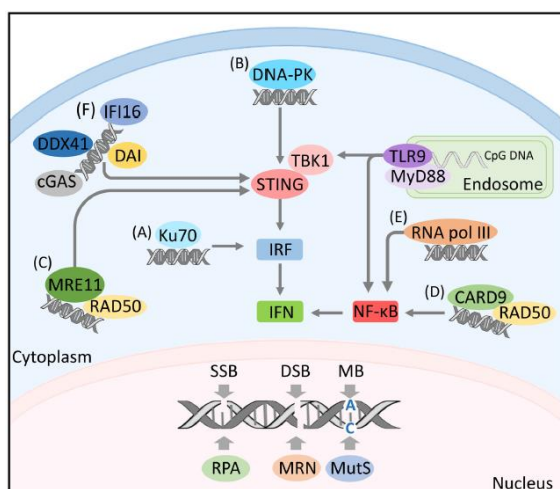 (B)
DNA-PK
(F)
IFI16
DDX41
DAI
cGAS
TBK1
STING
TLR9
MyD88
CpG DNA
Endosome
(A)
Ku70
IRF
(E)
RNA pol III
(C)
MRE11
RAD50
IFN
NF-κB
(D)
CARD9
RAD50
Cytoplasm
SSB
DSB
MB
A
C
RPA
MRN
MutS
Nucleus